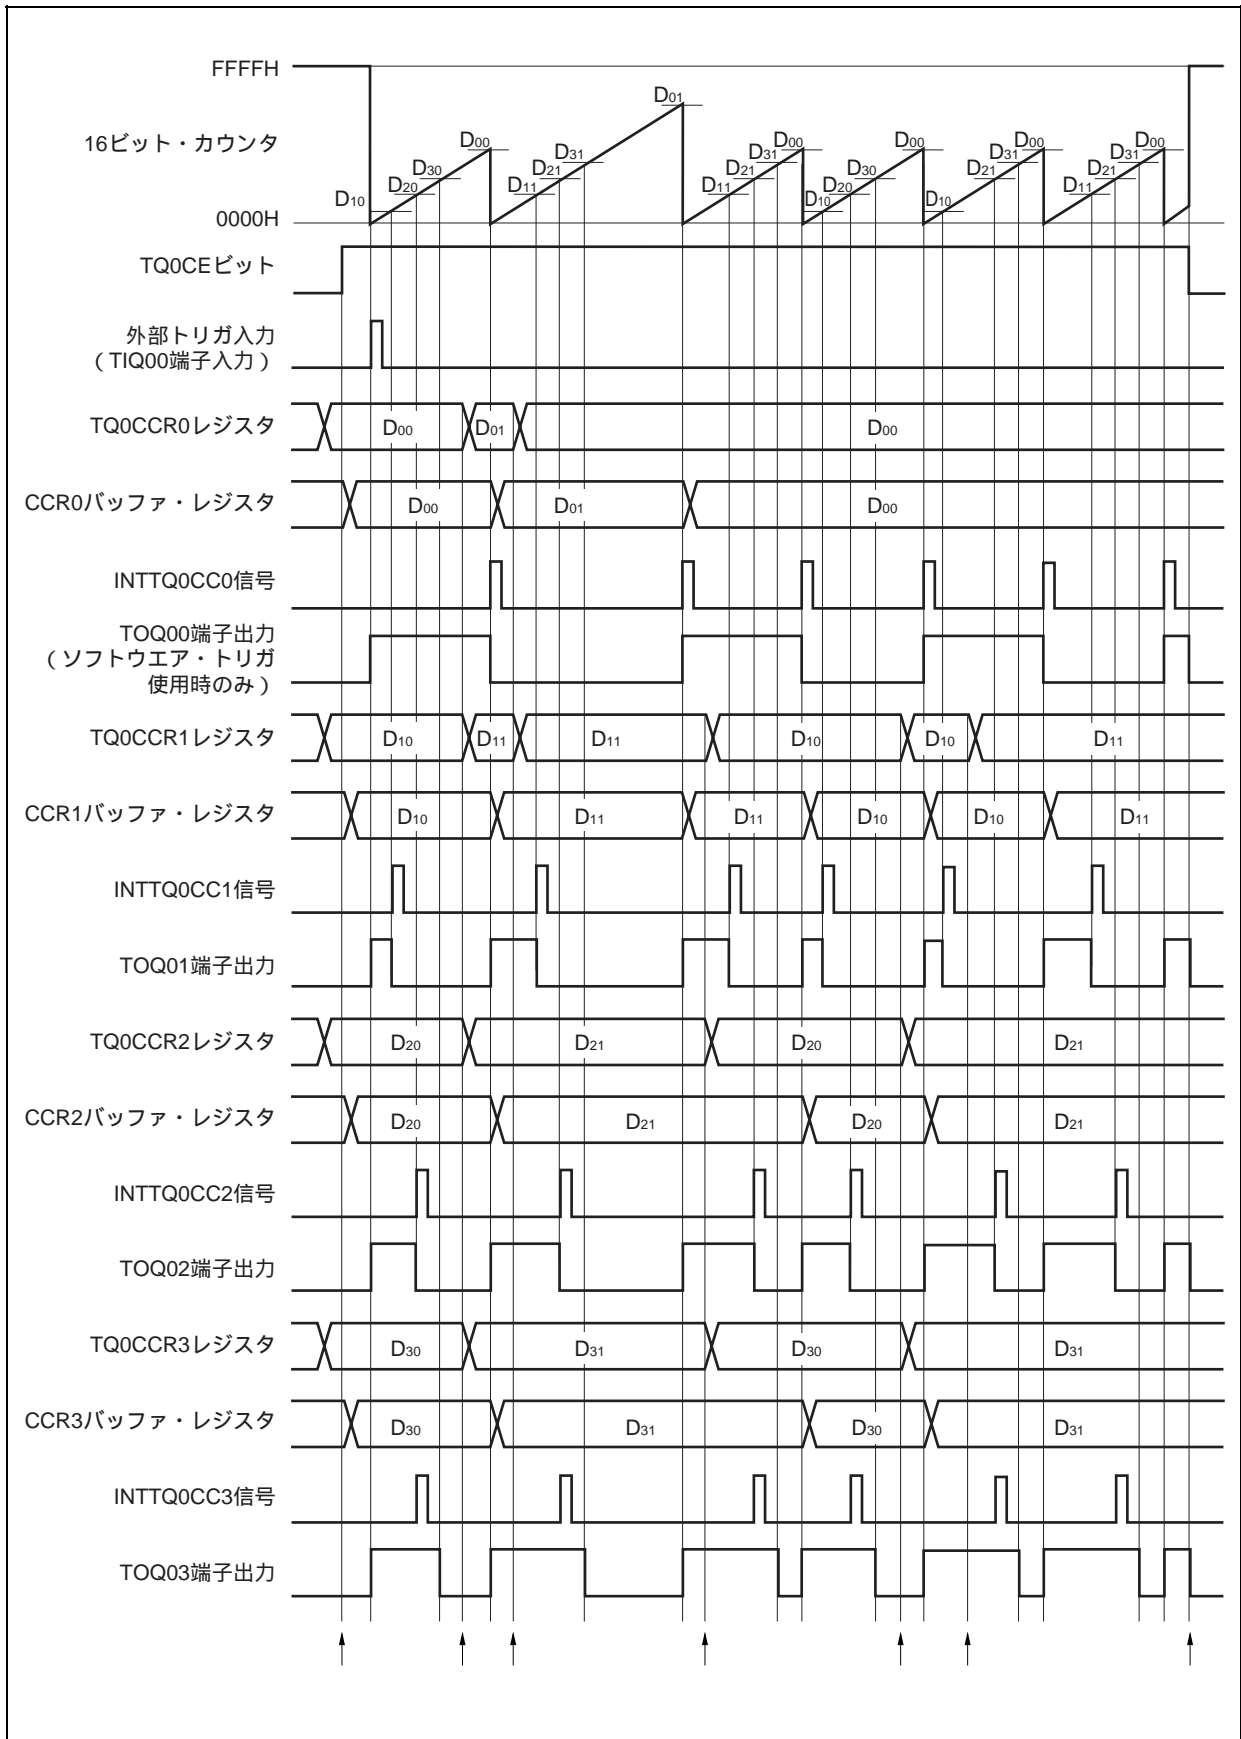 FFFFH
D01
16ビット・カウンタ
D00 D00 D00 D00 D00
D30 D31 D31 D30 D31 D31
D20 D11 D21 D21 D20 D21 D21
D10 D11 D10 D10 D11
0000H
TQ0CEビット
外部トリガ入力
（TIQ00端子入力）
TQ0CCR0レジスタ D00 D01 D00
CCR0バッファ・レジスタ D00 D01 D00
INTTQ0CC0信号
TOQ00端子出力
（ソフトウエア・トリガ
使用時のみ）
TQ0CCR1レジスタ D10 D11 D11 D10 D10 D11
CCR1バッファ・レジスタ D10 D11 D11 D10 D10 D11
INTTQ0CC1信号
TOQ01端子出力
TQ0CCR2レジスタ D20 D21 D20 D21
CCR2バッファ・レジスタ D20 D21 D20 D21
INTTQ0CC2信号
TOQ02端子出力
TQ0CCR3レジスタ D30 D31 D30 D31
CCR3バッファ・レジスタ D30 D31 D30 D31
INTTQ0CC3信号
TOQ03端子出力